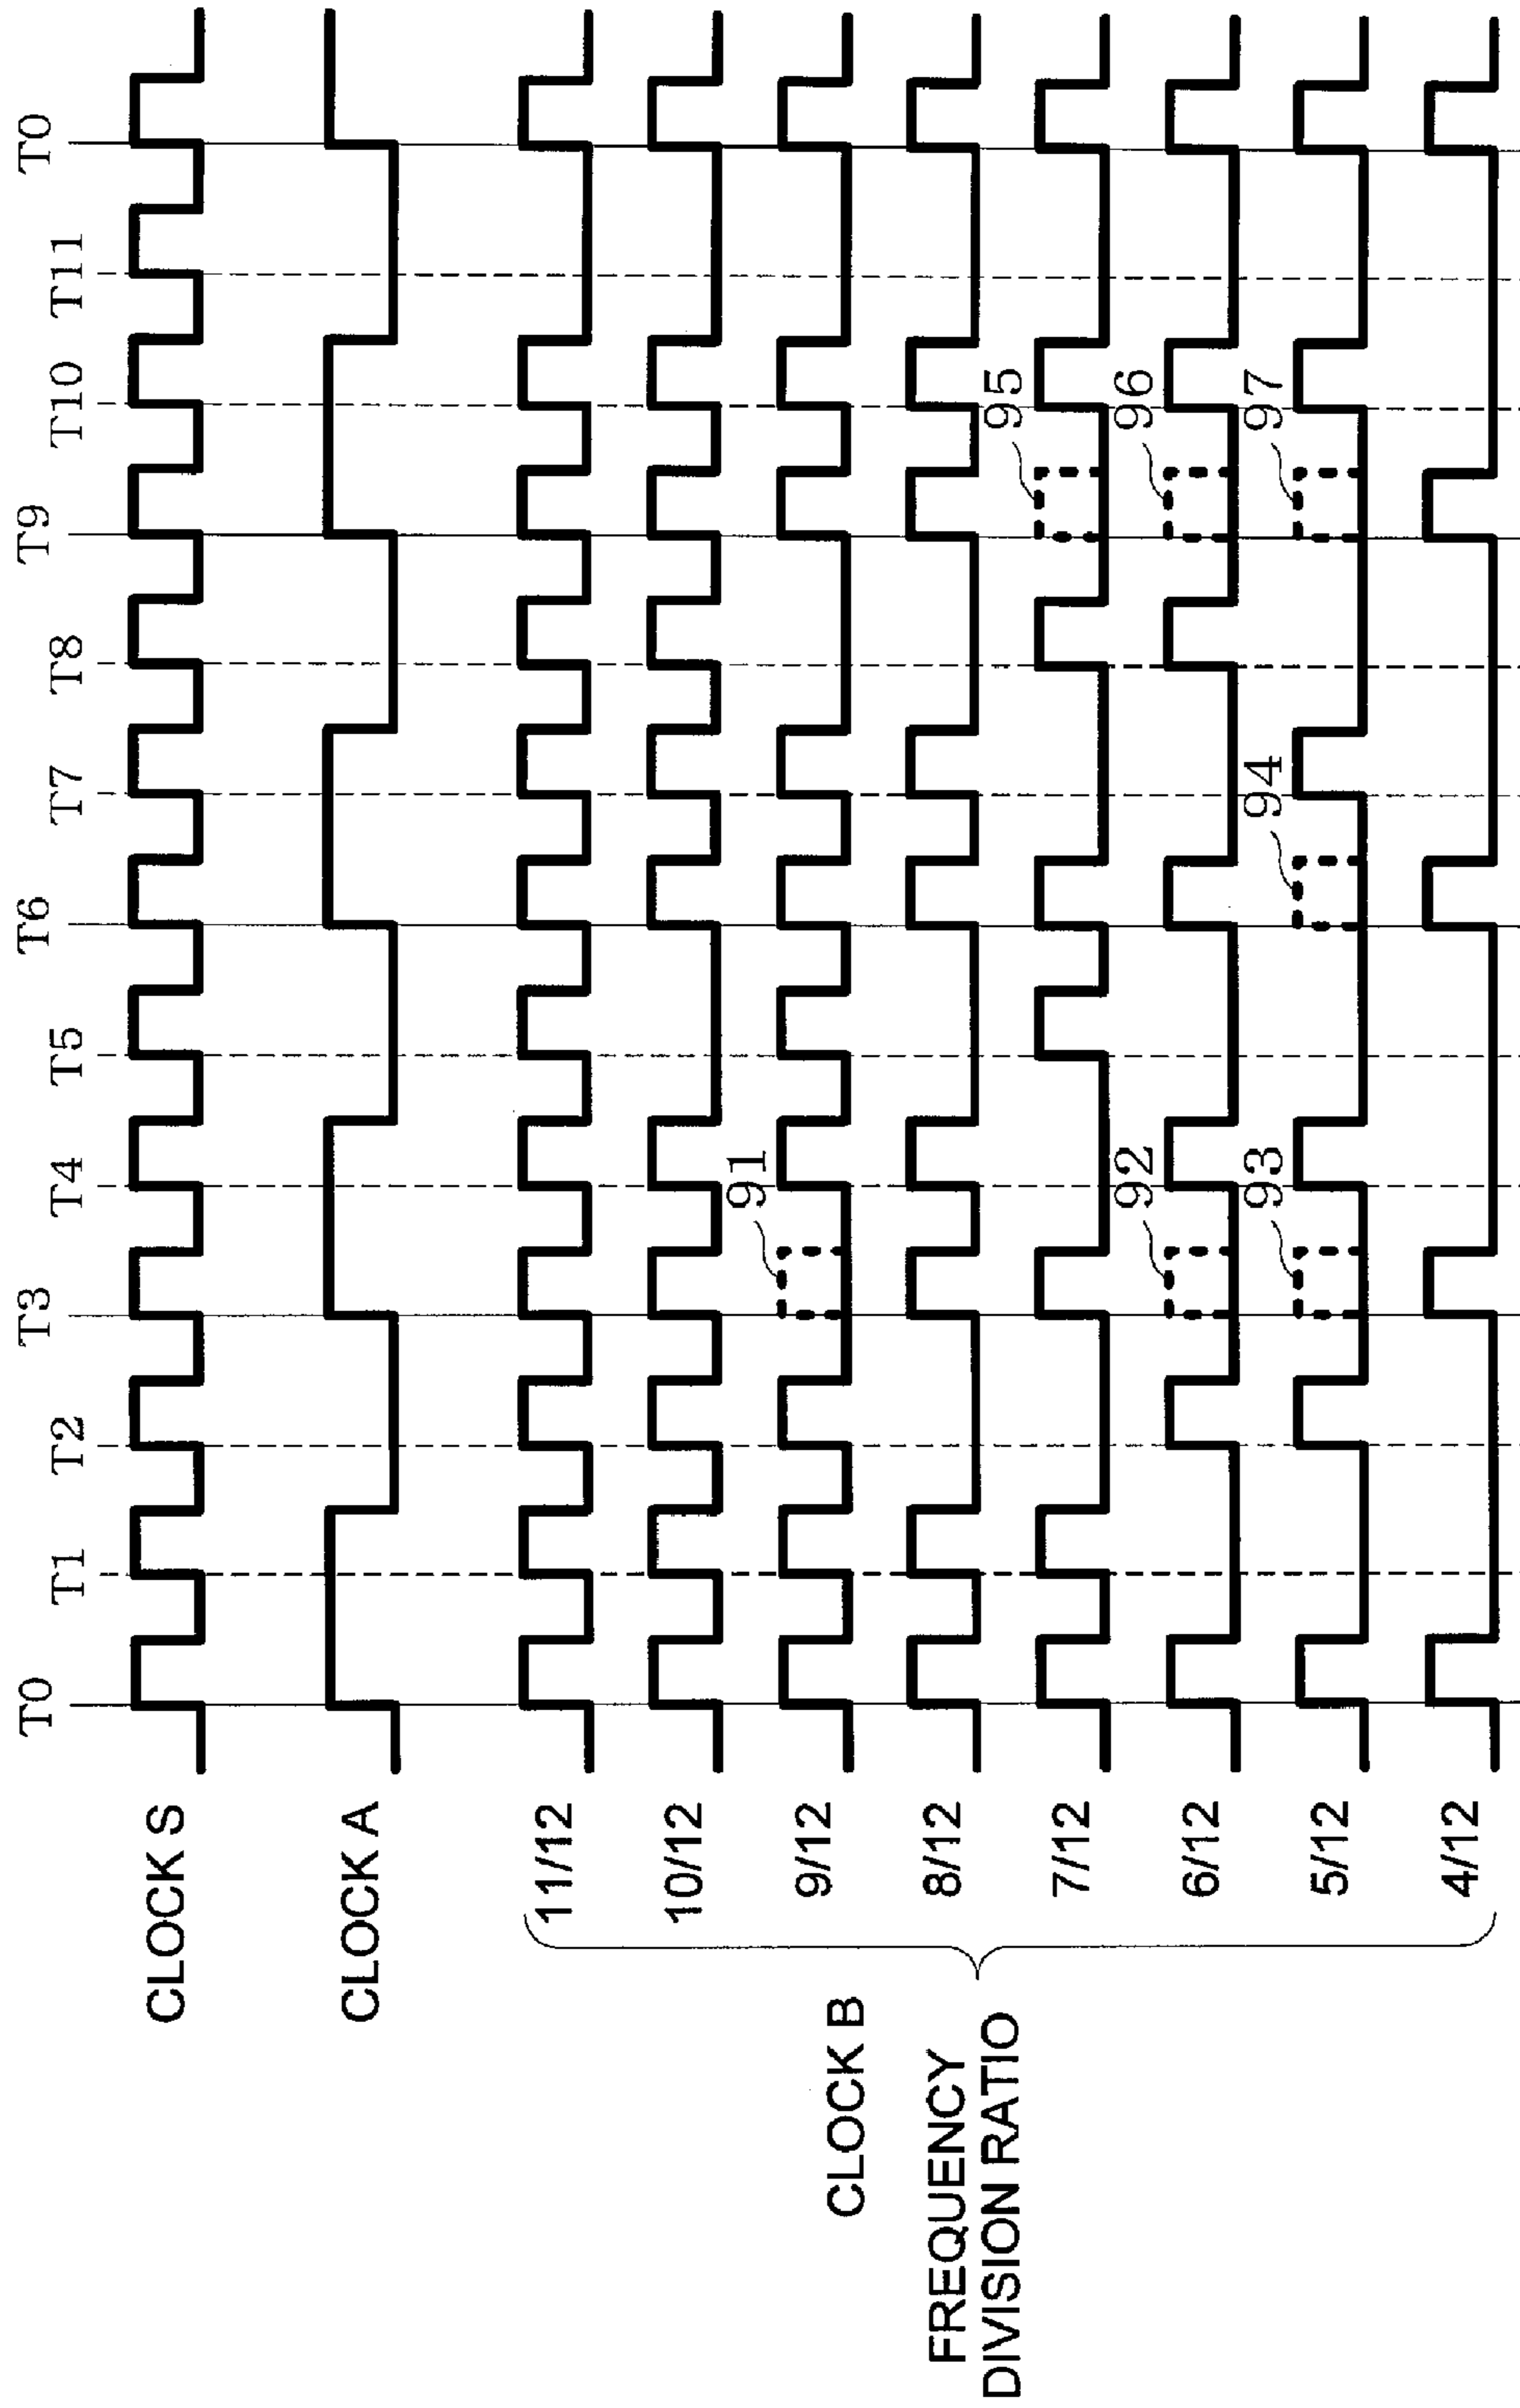 T0 T1 T2 T3 T4 T5 T6 T7 T8 T9 T10 T11 T0
CLOCK S
CLOCK A
11/12
10/12
9/12
91
8/12
7/12
95
6/12
92
96
5/12
93
94
97
4/12
CLOCK B
FREQUENCY
DIVISION RATIO